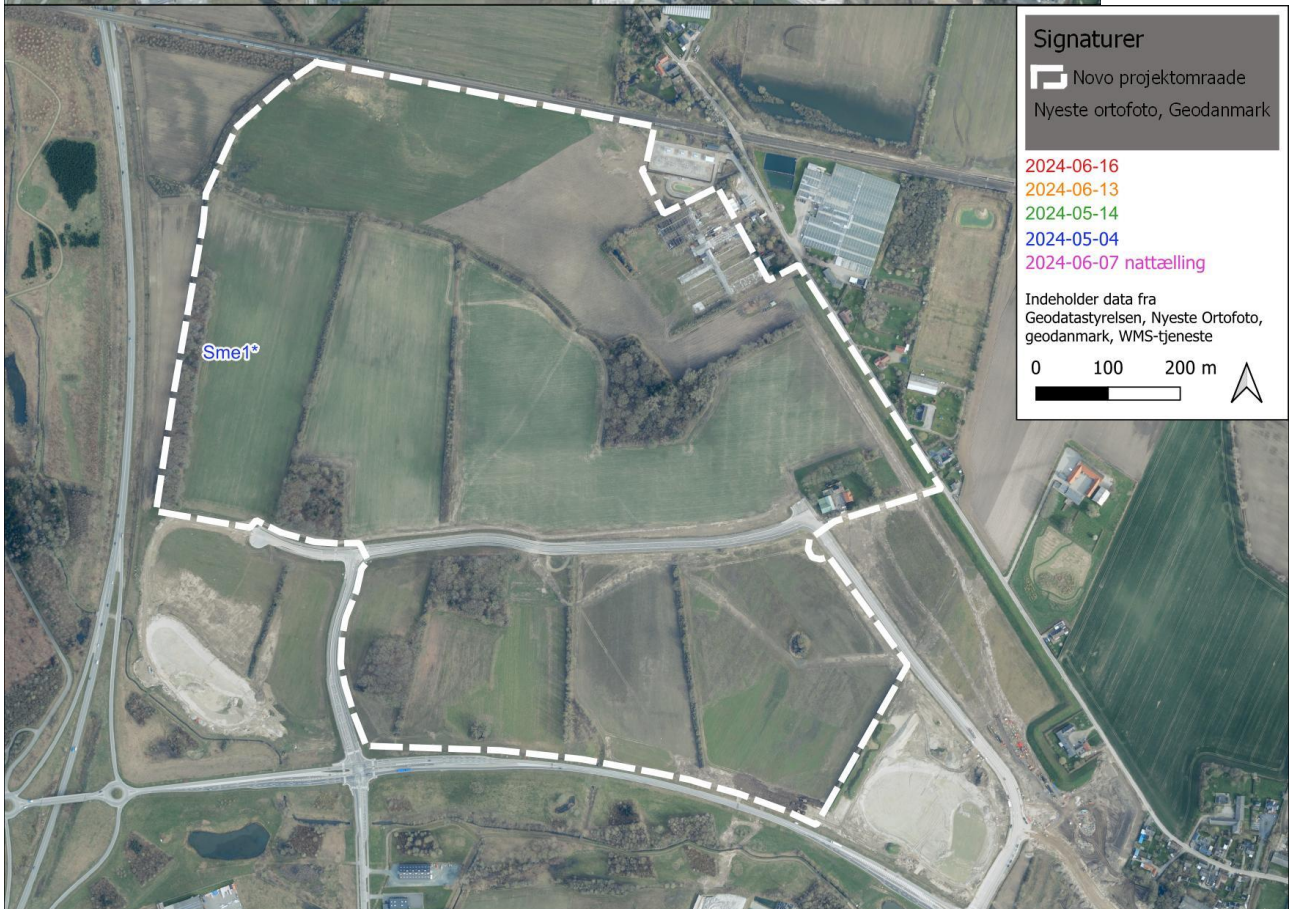 Signaturer
Novo projektomraade
Nyeste ortofoto, Geodanmark
2024-06-16
2024-06-13
2024-05-14
2024-05-04
2024-06-07 nattælling
Indeholder data fra
Geodatastyrelsen, Nyeste Ortofoto,
geodanmark, WMS-tjeneste
0 100 200 m
Sme1*